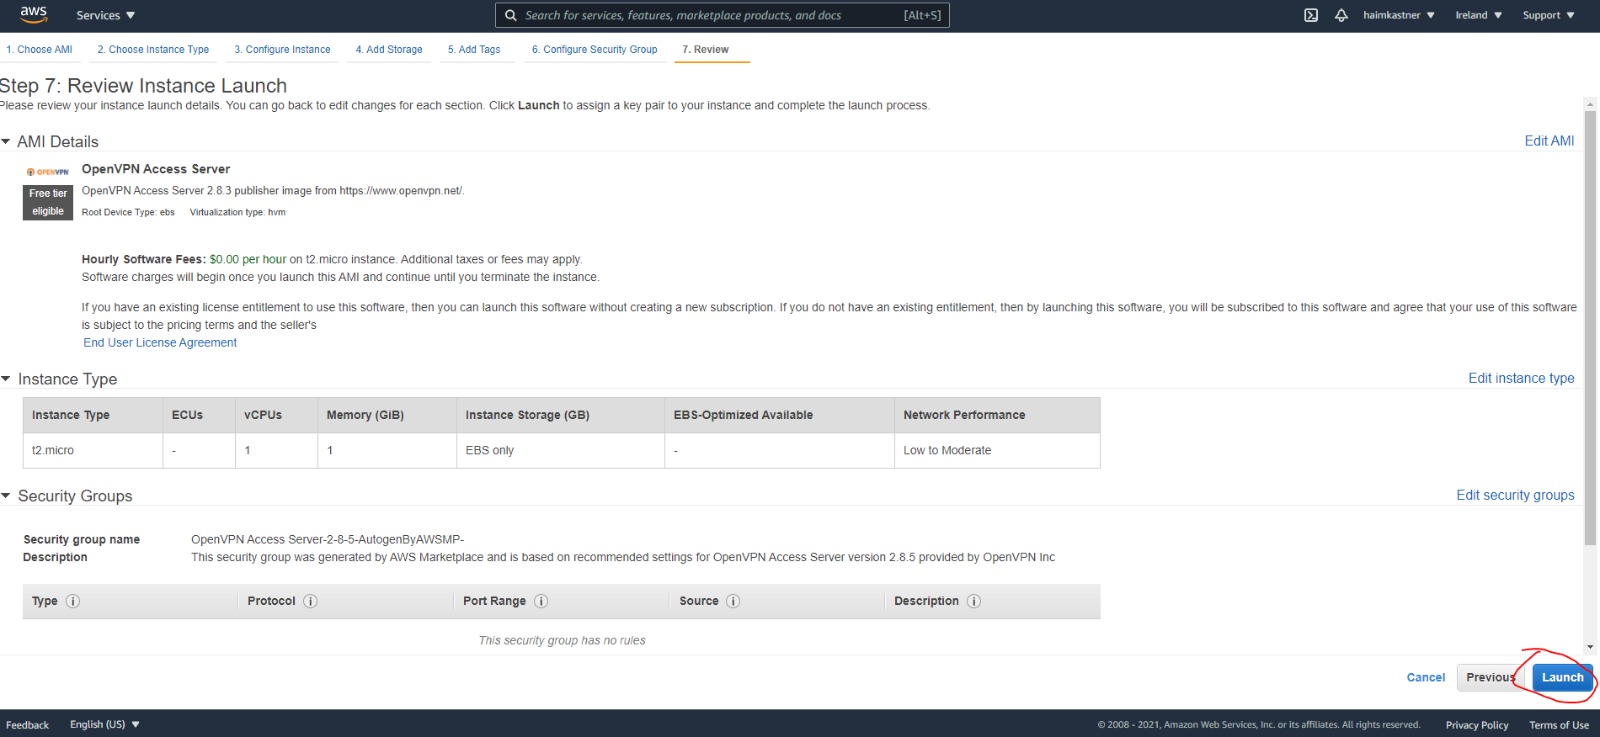 aws Services Search for services, features, marketplace products, and docs [Alt+S] haimkastner Ireland Support
1. Choose AMI 2. Choose Instance Type 3. Configure Instance 4. Add Storage 5. Add Tags 6. Configure Security Group 7. Review
Step 7: Review Instance Launch
Please review your instance launch details. You can go back to edit changes for each section. Click Launch to assign a key pair to your instance and complete the launch process.
AMI Details Edit AMI
OPENVPN OpenVPN Access Server
Free tier eligible
OpenVPN Access Server 2.8.3 publisher image from https://www.openvpn.net/.
Root Device Type: ebs Virtualization type: hvm
Hourly Software Fees: $0.00 per hour on t2.micro instance. Additional taxes or fees may apply.
Software charges will begin once you launch this AMI and continue until you terminate the instance.
If you have an existing license entitlement to use this software, then you can launch this software without creating a new subscription. If you do not have an existing entitlement, then by launching this software, you will be subscribed to this software and agree that your use of this software
is subject to the pricing terms and the seller's
End User License Agreement
Instance Type Edit instance type
Instance Type ECUs vCPUs Memory (GiB) Instance Storage (GB) EBS-Optimized Available Network Performance
t2.micro - 1 1 EBS only - Low to Moderate
Security Groups Edit security groups
Security group name OpenVPN Access Server-2-8-5-AutogenByAWSMP-
Description This security group was generated by AWS Marketplace and is based on recommended settings for OpenVPN Access Server version 2.8.5 provided by OpenVPN Inc
Type Protocol Port Range Source Description
This security group has no rules
Cancel Previous Launch
Feedback English (US) © 2008 - 2021, Amazon Web Services, Inc. or its affiliates. All rights reserved. Privacy Policy Terms of Use